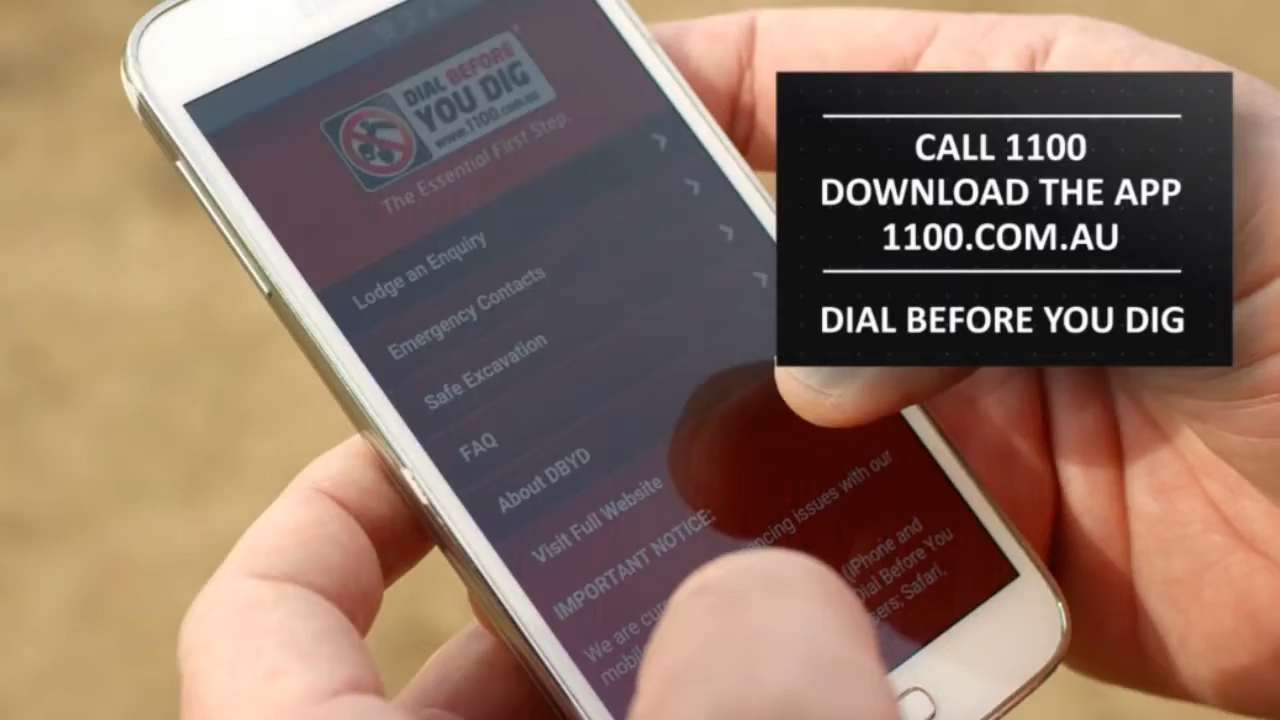 DIAL BEFORE
YOU DIG
www.1100.com.au
The Essential First Step.
Lodge an Enquiry
Emergency Contacts
Safe Excavation
FAQ
About DBYD
Visit Full Website
IMPORTANT NOTICE:
We are
issues with our
(iPhone and
Dial Before You
Safari,
CALL 1100
DOWNLOAD THE APP
1100.COM.AU
DIAL BEFORE YOU DIG